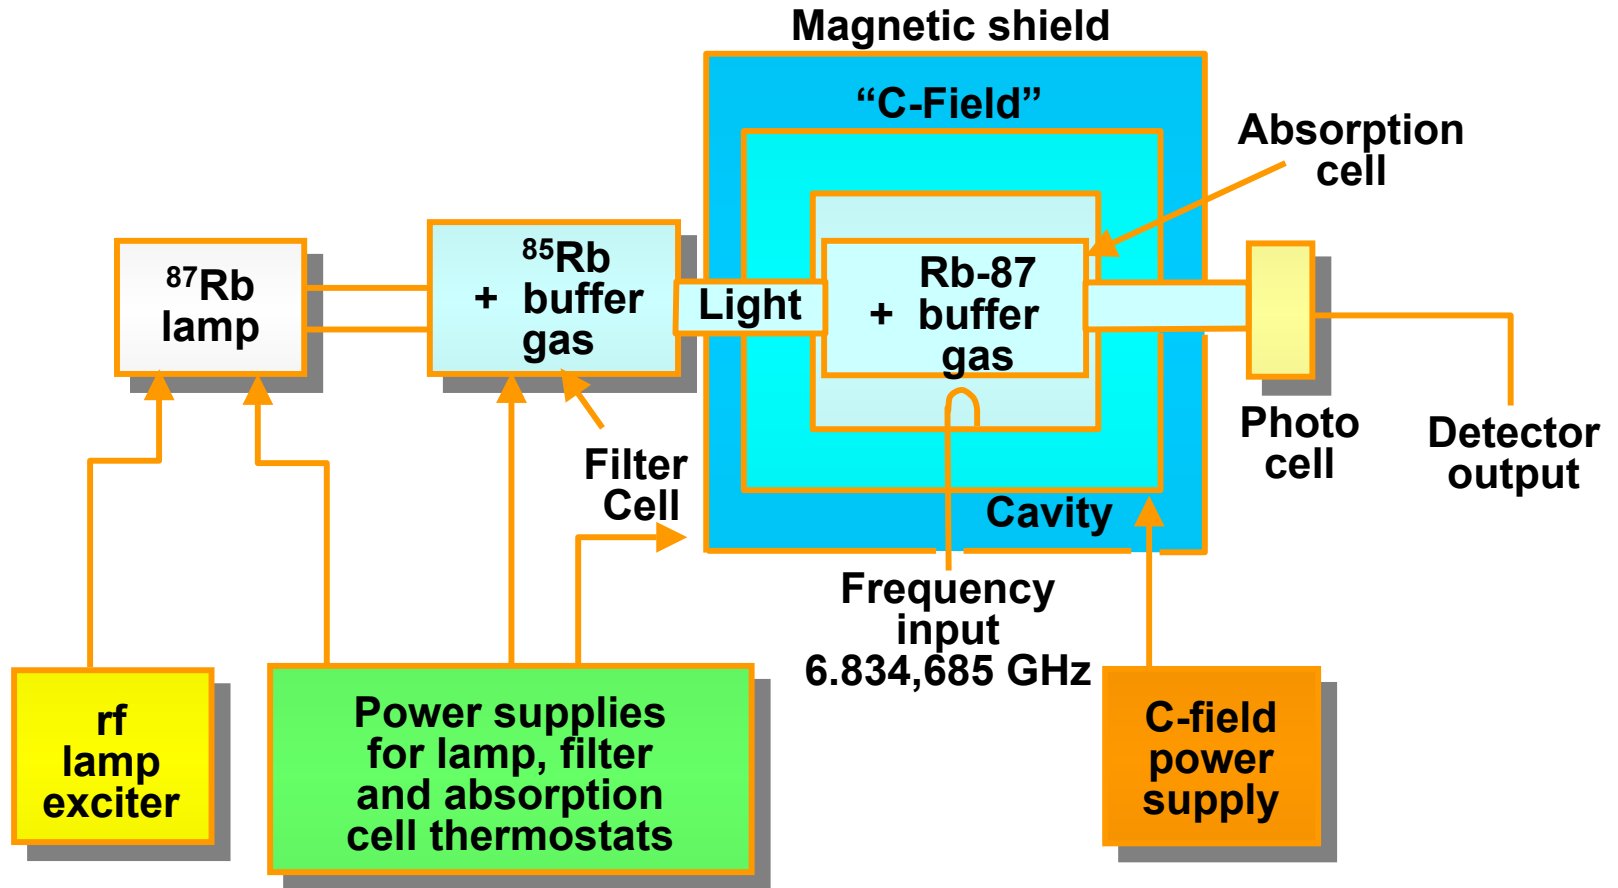 Magnetic shield
“C-Field”
Absorption
cell
⁸⁷Rb
lamp
⁸⁵Rb
+ buffer
gas
Light
Rb-87
+ buffer
gas
Photo
cell
Detector
output
Filter
Cell
Cavity
Frequency
input
6.834,685 GHz
rf
lamp
exciter
Power supplies
for lamp, filter
and absorption
cell thermostats
C-field
power
supply